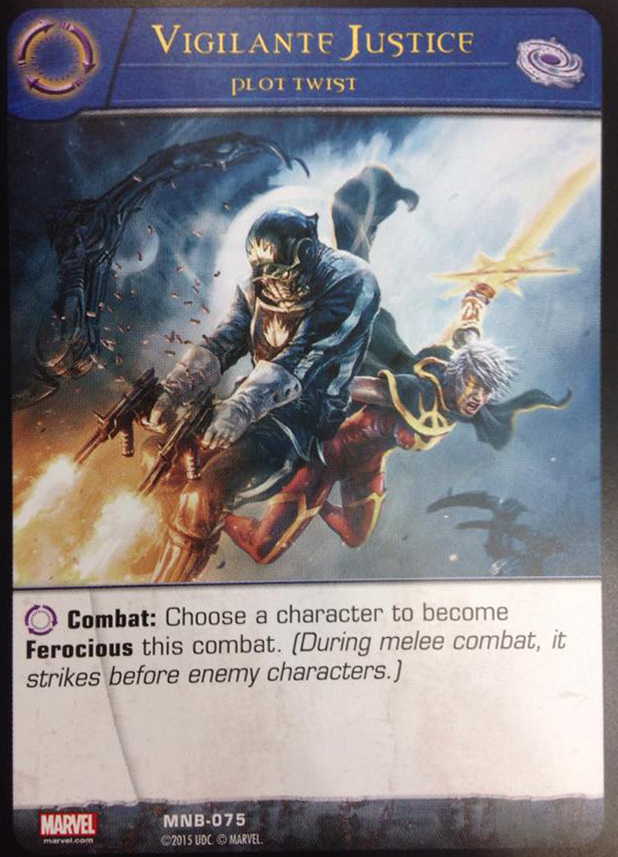 VIGILANTE JUSTICE
PLOT TWIST
Combat: Choose a character to become
Ferocious this combat. (During melee combat, it
strikes before enemy characters.)
MARVEL
marvel.com
MNB-075
©2015 UDC. © MARVEL.